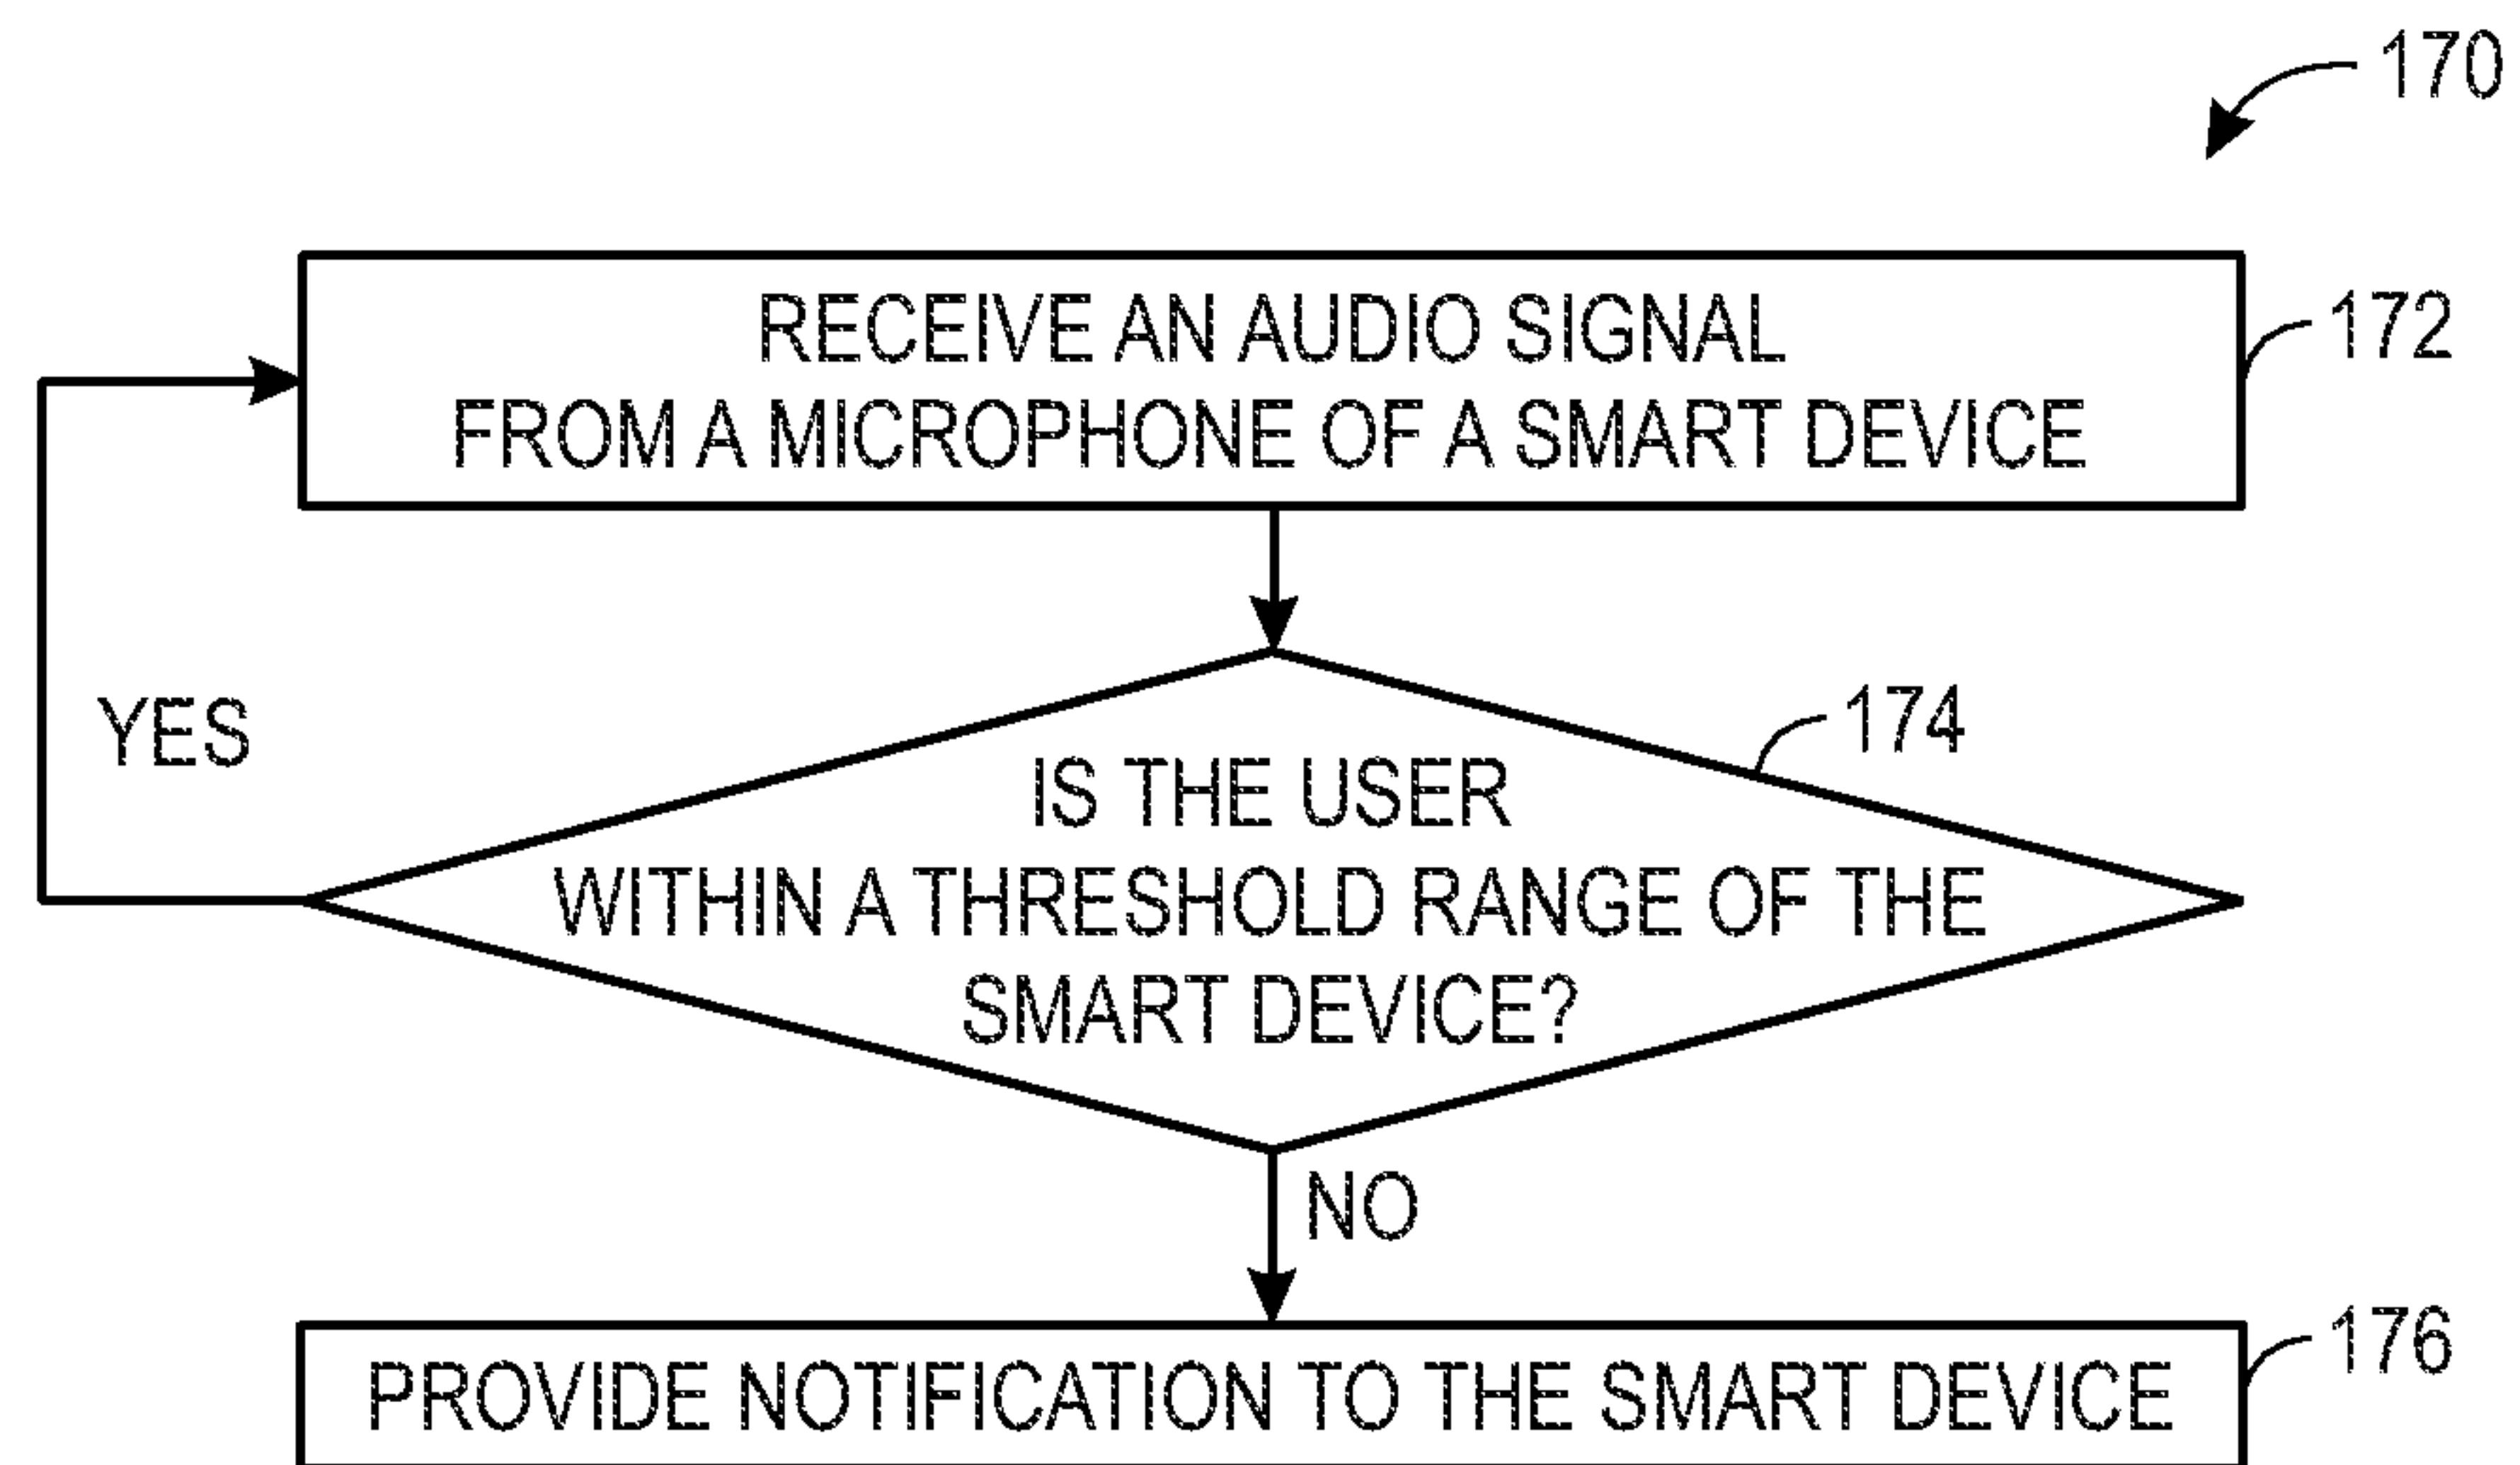 170
RECEIVE AN AUDIO SIGNAL
FROM A MICROPHONE OF A SMART DEVICE
172
YES
174
IS THE USER
WITHIN A THRESHOLD RANGE OF THE
SMART DEVICE?
NO
PROVIDE NOTIFICATION TO THE SMART DEVICE
176